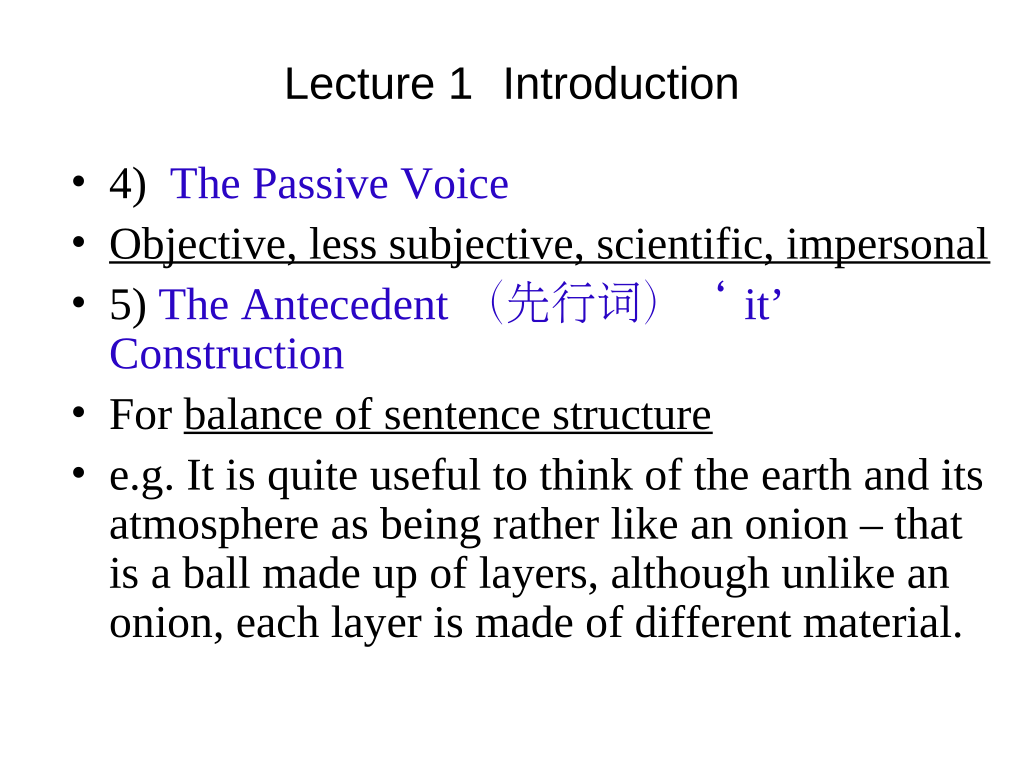 Lecture 1 Introduction
• 4) The Passive Voice
• Objective, less subjective, scientific, impersonal
• 5) The Antecedent （先行词） ‘ it’
Construction
• For balance of sentence structure
• e.g. It is quite useful to think of the earth and its
atmosphere as being rather like an onion – that
is a ball made up of layers, although unlike an
onion, each layer is made of different material.